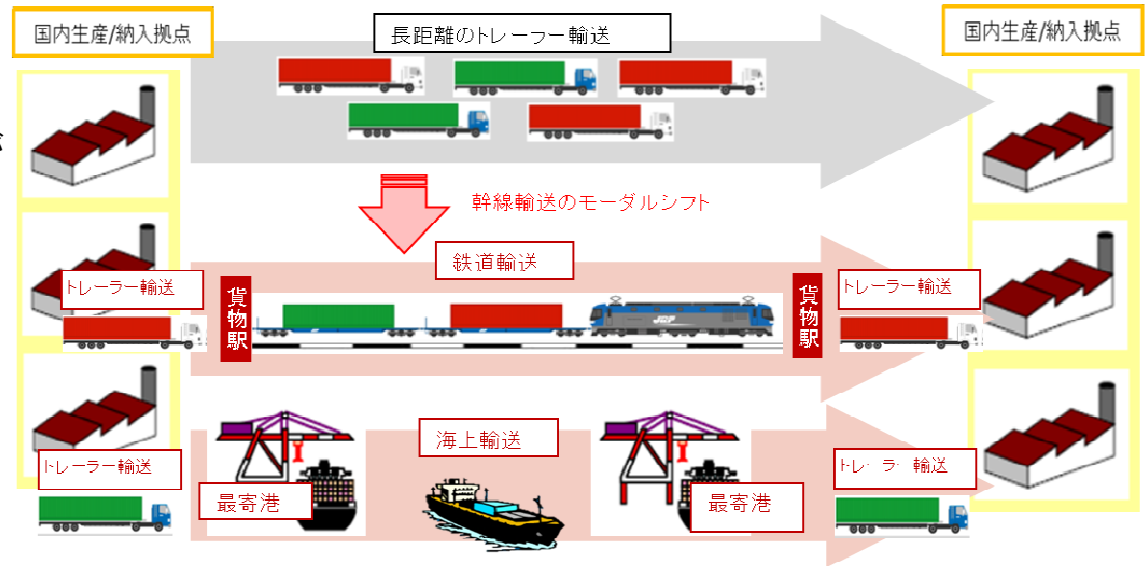 国内生産/納入拠点
長距離のトレーラー輸送
国内生産/納入拠点
幹線輸送のモーダルシフト
鉄道輸送
トレーラー輸送
貨物駅
貨物駅
トレーラー輸送
海上輸送
トレーラー輸送
最寄港
最寄港
トレーラー輸送